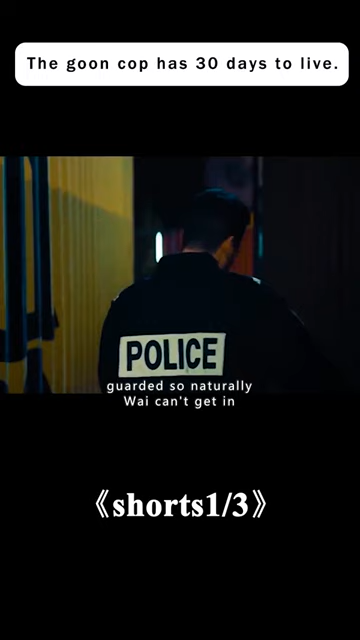 The goon cop has 30 days to live.
POLICE
guarded so naturally
Wai can't get in
《shorts1/3》